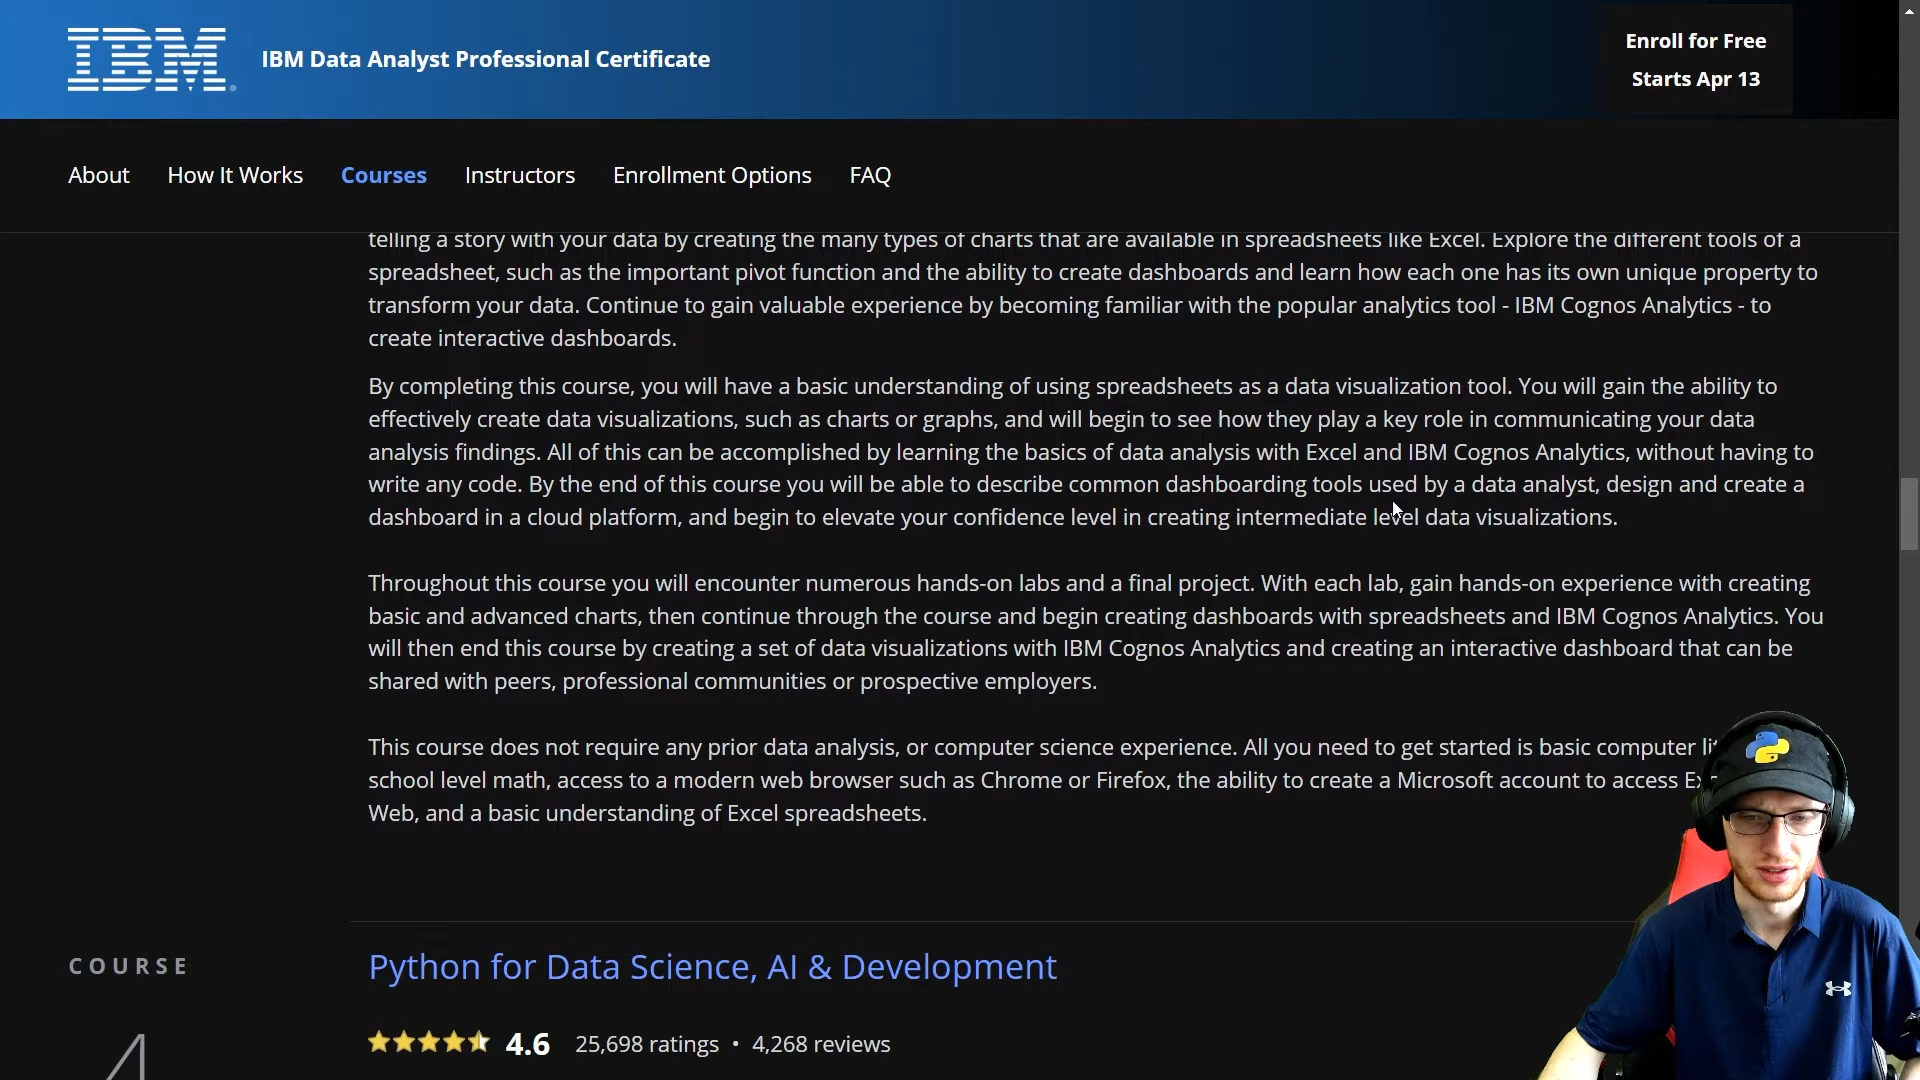 IBM
IBM Data Analyst Professional Certificate
Enroll for Free
Starts Apr 13
About How It Works Courses Instructors Enrollment Options FAQ
telling a story with your data by creating the many types of charts that are available in spreadsheets like Excel. Explore the different tools of a
spreadsheet, such as the important pivot function and the ability to create dashboards and learn how each one has its own unique property to
transform your data. Continue to gain valuable experience by becoming familiar with the popular analytics tool - IBM Cognos Analytics - to
create interactive dashboards.
By completing this course, you will have a basic understanding of using spreadsheets as a data visualization tool. You will gain the ability to
effectively create data visualizations, such as charts or graphs, and will begin to see how they play a key role in communicating your data
analysis findings. All of this can be accomplished by learning the basics of data analysis with Excel and IBM Cognos Analytics, without having to
write any code. By the end of this course you will be able to describe common dashboarding tools used by a data analyst, design and create a
dashboard in a cloud platform, and begin to elevate your confidence level in creating intermediate level data visualizations.
Throughout this course you will encounter numerous hands-on labs and a final project. With each lab, gain hands-on experience with creating
basic and advanced charts, then continue through the course and begin creating dashboards with spreadsheets and IBM Cognos Analytics. You
will then end this course by creating a set of data visualizations with IBM Cognos Analytics and creating an interactive dashboard that can be
shared with peers, professional communities or prospective employers.
This course does not require any prior data analysis, or computer science experience. All you need to get started is basic computer
school level math, access to a modern web browser such as Chrome or Firefox, the ability to create a Microsoft account to access
Web, and a basic understanding of Excel spreadsheets.
COURSE
4
Python for Data Science, AI & Development
4.6 25,698 ratings • 4,268 reviews